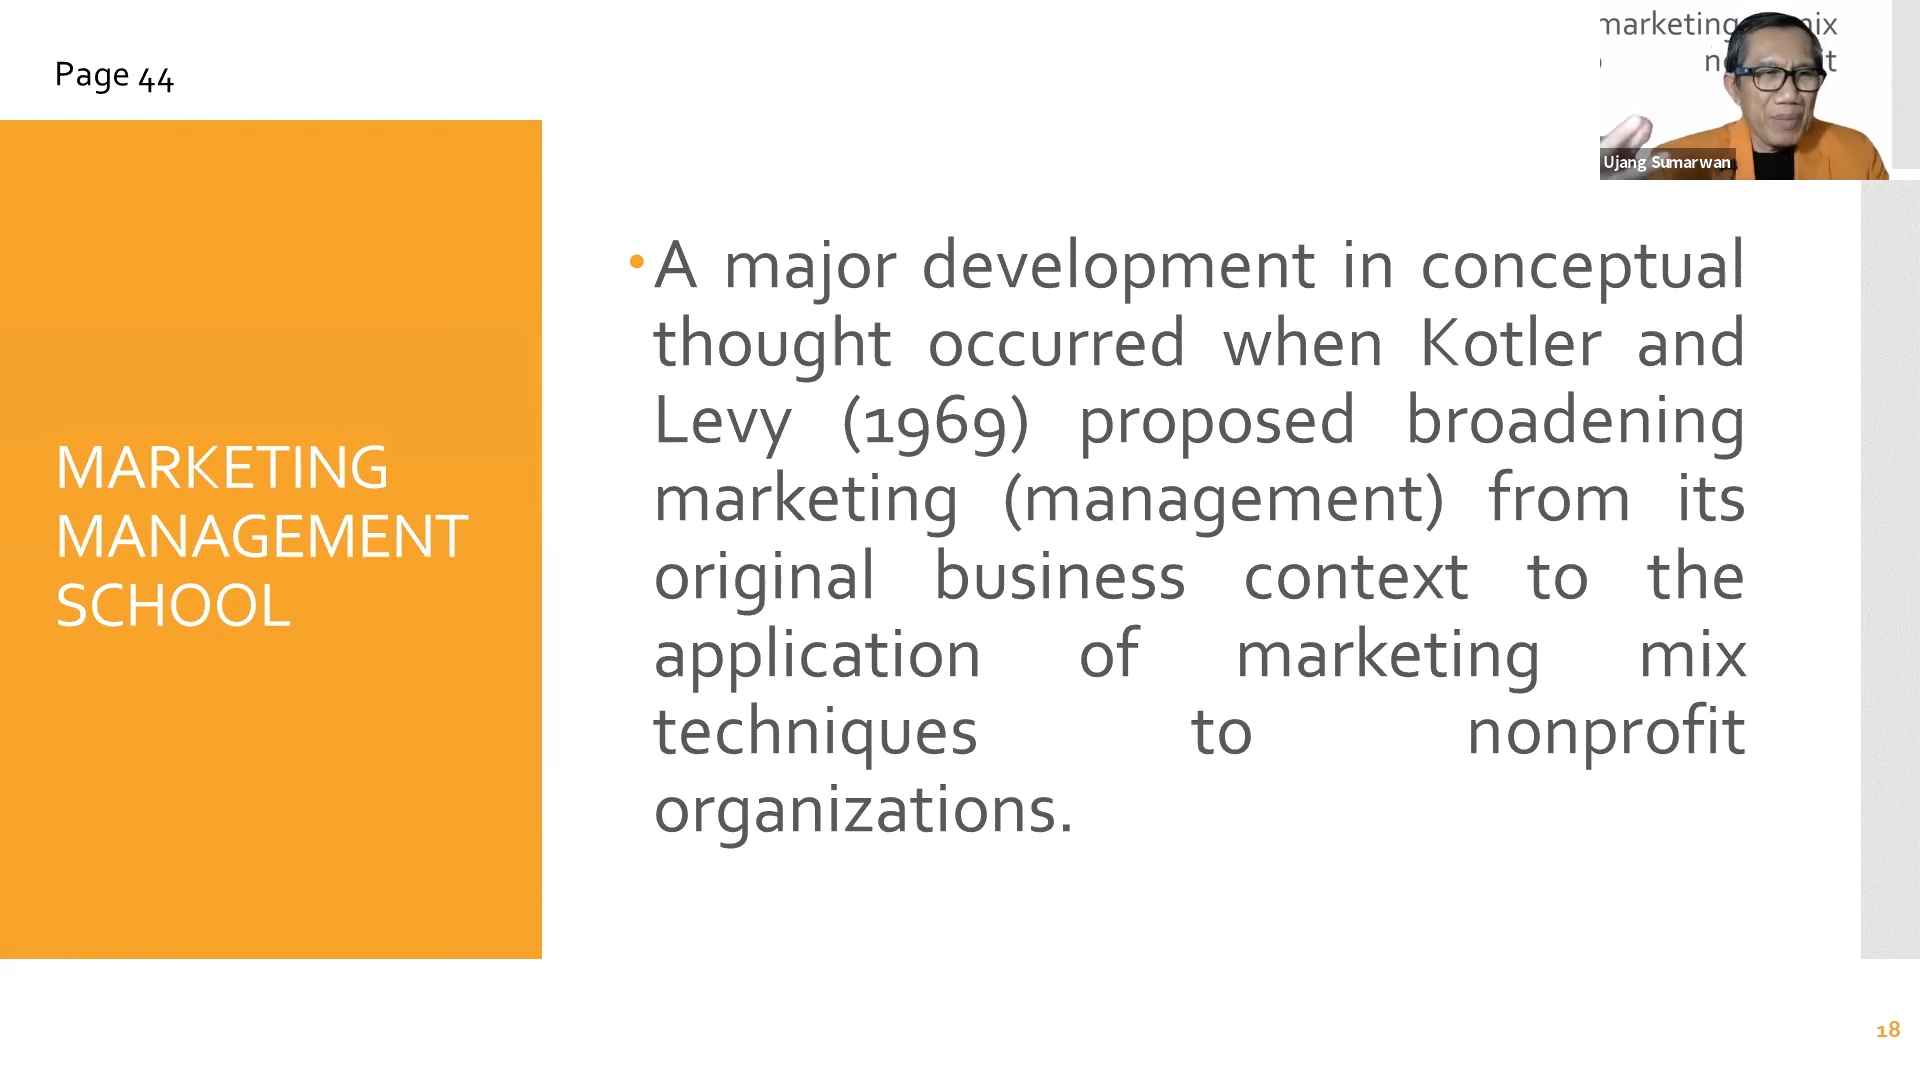 Page 44
marketing mix
Ujang Sumarwan
MARKETING
MANAGEMENT
SCHOOL
• A major development in conceptual
thought occurred when Kotler and
Levy (1969) proposed broadening
marketing (management) from its
original business context to the
application of marketing mix
techniques to nonprofit
organizations.
18